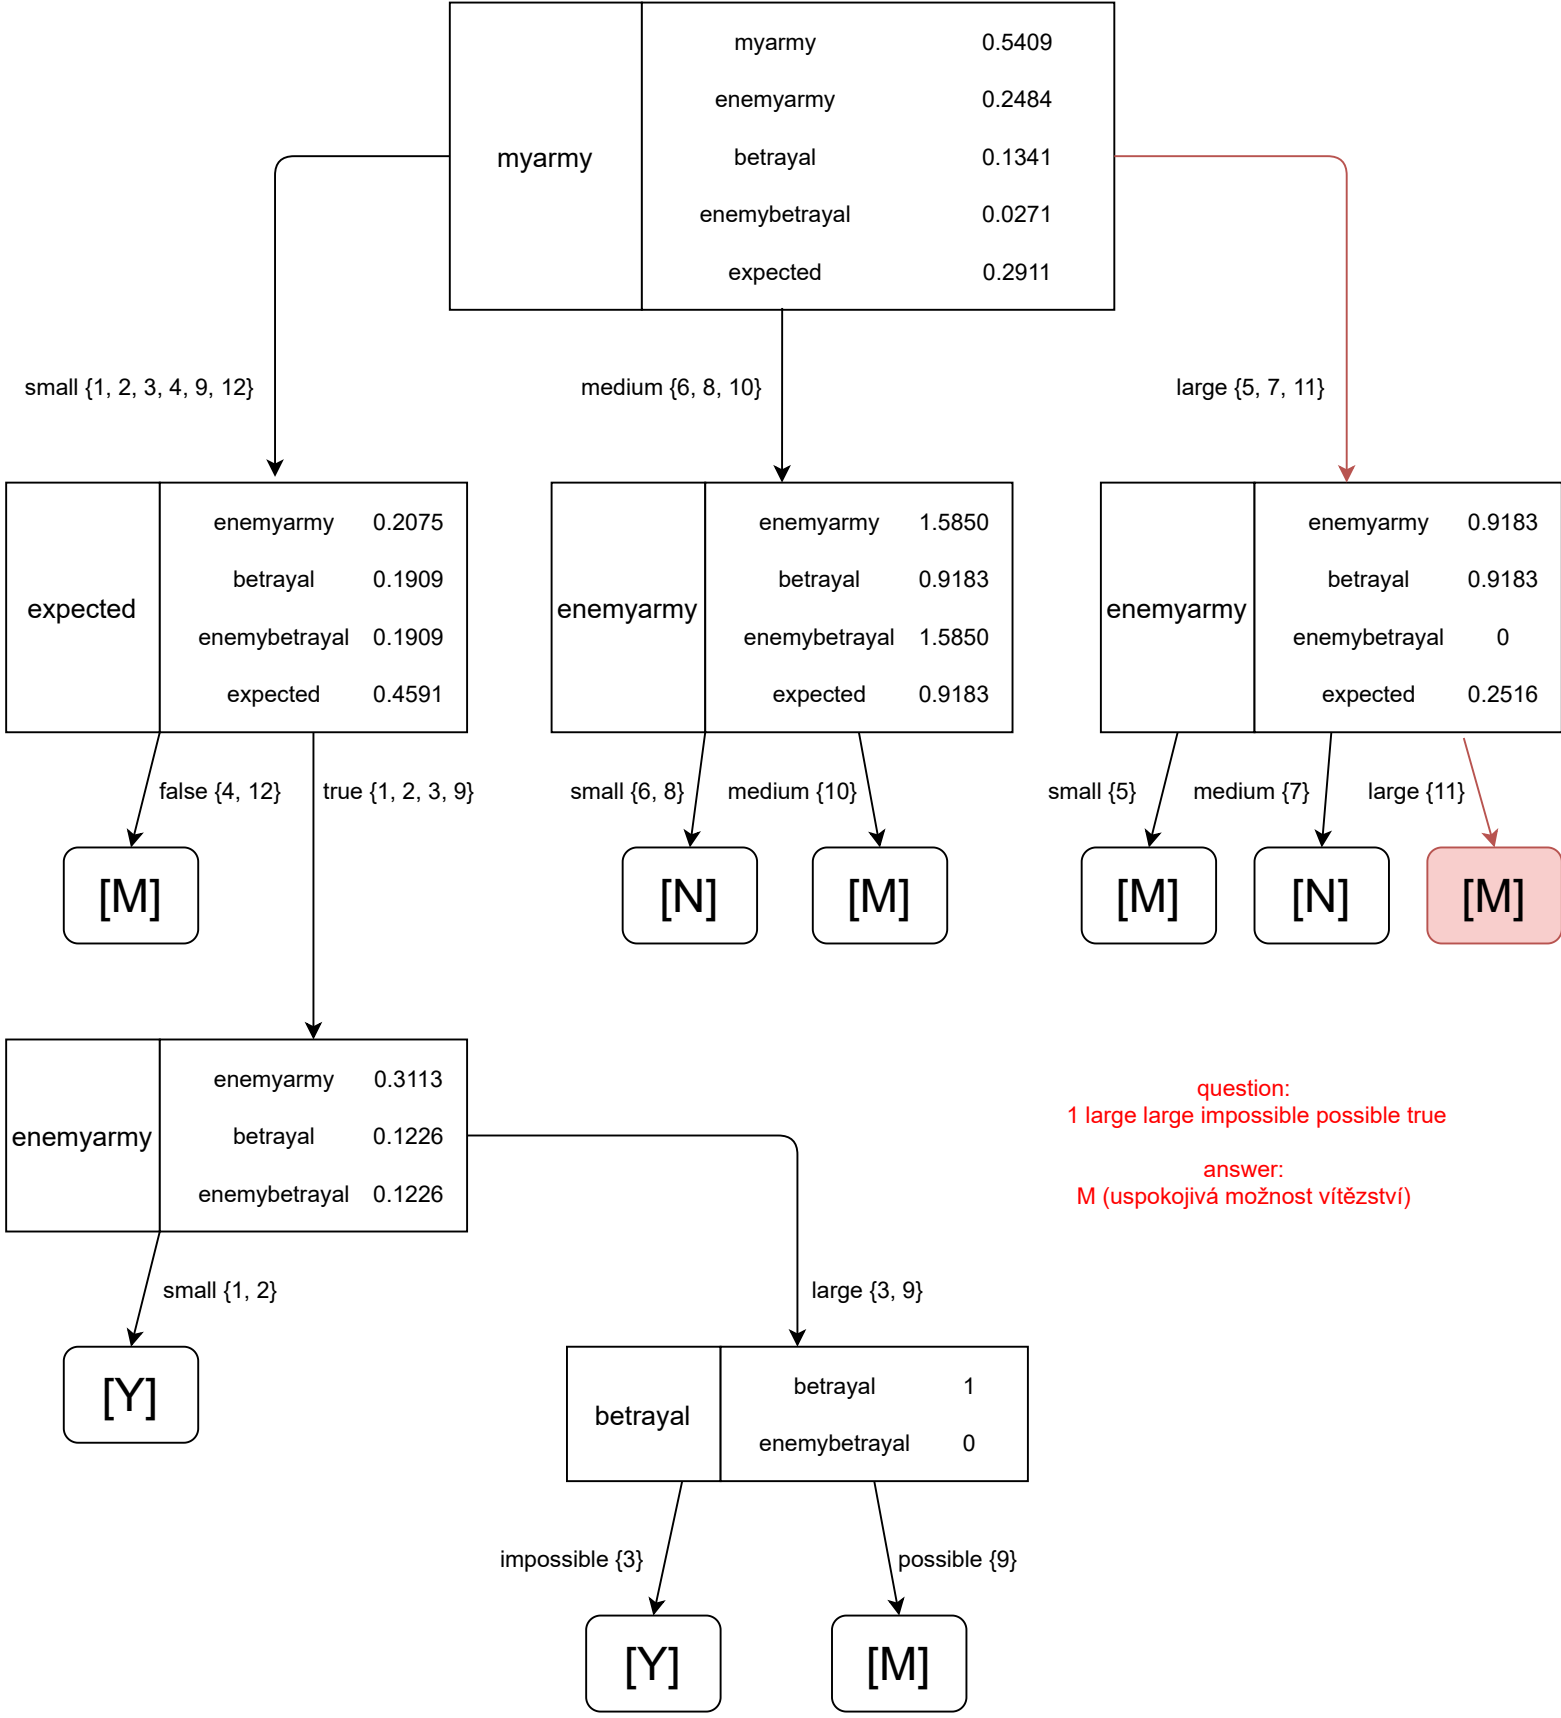 myarmy
myarmy 0.5409
enemyarmy 0.2484
betrayal 0.1341
enemybetrayal 0.0271
expected 0.2911
small {1, 2, 3, 4, 9, 12}
medium {6, 8, 10}
large {5, 7, 11}
expected
enemyarmy 0.2075
betrayal 0.1909
enemybetrayal 0.1909
expected 0.4591
enemyarmy
enemyarmy 1.5850
betrayal 0.9183
enemybetrayal 1.5850
expected 0.9183
enemyarmy
enemyarmy 0.9183
betrayal 0.9183
enemybetrayal 0
expected 0.2516
false {4, 12}
true {1, 2, 3, 9}
small {6, 8}
medium {10}
small {5}
medium {7}
large {11}
[M]
[N]
[M]
[M]
[N]
[M]
enemyarmy
enemyarmy 0.3113
betrayal 0.1226
enemybetrayal 0.1226
question:
1 large large impossible possible true
answer:
M (uspokojivá možnost vítězství)
small {1, 2}
large {3, 9}
[Y]
betrayal
betrayal 1
enemybetrayal 0
impossible {3}
possible {9}
[Y]
[M]